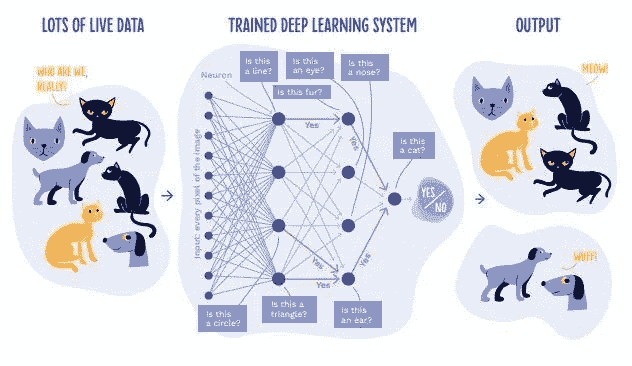 LOTS OF LIVE DATA
TRAINED DEEP LEARNING SYSTEM
OUTPUT
WHO ARE WE,
REALLY?
Neuron
Is this
a line?
Is this
an eye?
Is this
a nose?
Is this fur?
MEOW!
Yes
Yes
Is this
a cat?
Input: every pixel of the image
YES
/
NO
Yes
Yes
Yes
WUFF!
Is this
a circle?
Is this a
triangle?
Is this
an ear?